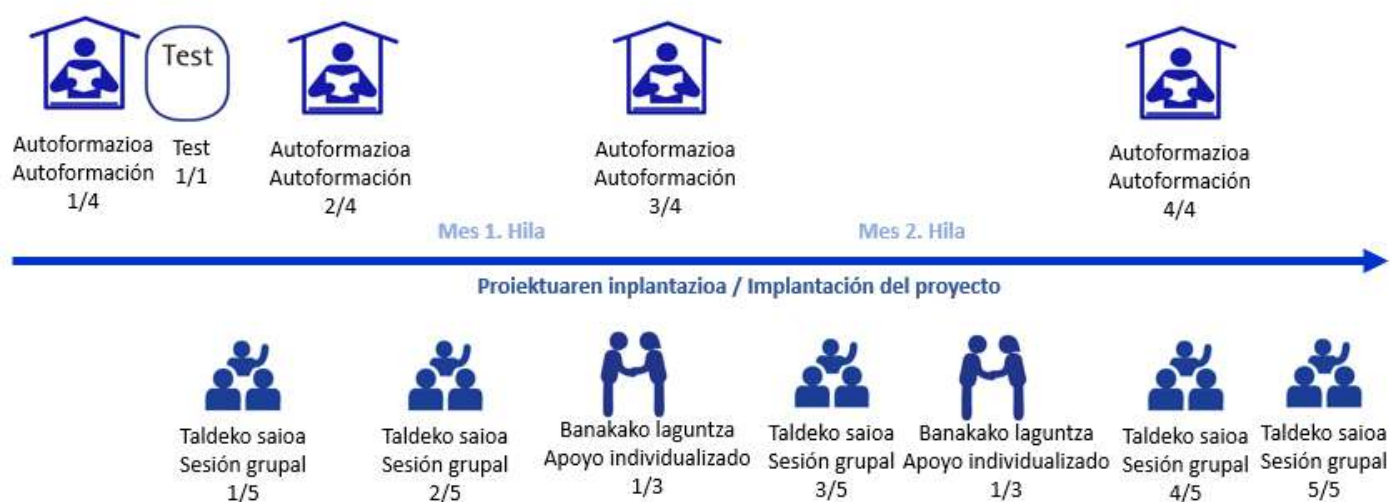 Test
Autoformazioa
Autoformación
1/4
Test
1/1
Autoformazioa
Autoformación
2/4
Autoformazioa
Autoformación
3/4
Autoformazioa
Autoformación
4/4
Mes 1. Hila
Mes 2. Hila
Proiektuaren inplantazioa / Implantación del proyecto
Taldeko saioa
Sesión grupal
1/5
Taldeko saioa
Sesión grupal
2/5
Banakako laguntza
Apoyo individualizado
1/3
Taldeko saioa
Sesión grupal
3/5
Banakako laguntza
Apoyo individualizado
1/3
Taldeko saioa
Sesión grupal
4/5
Taldeko saioa
Sesión grupal
5/5